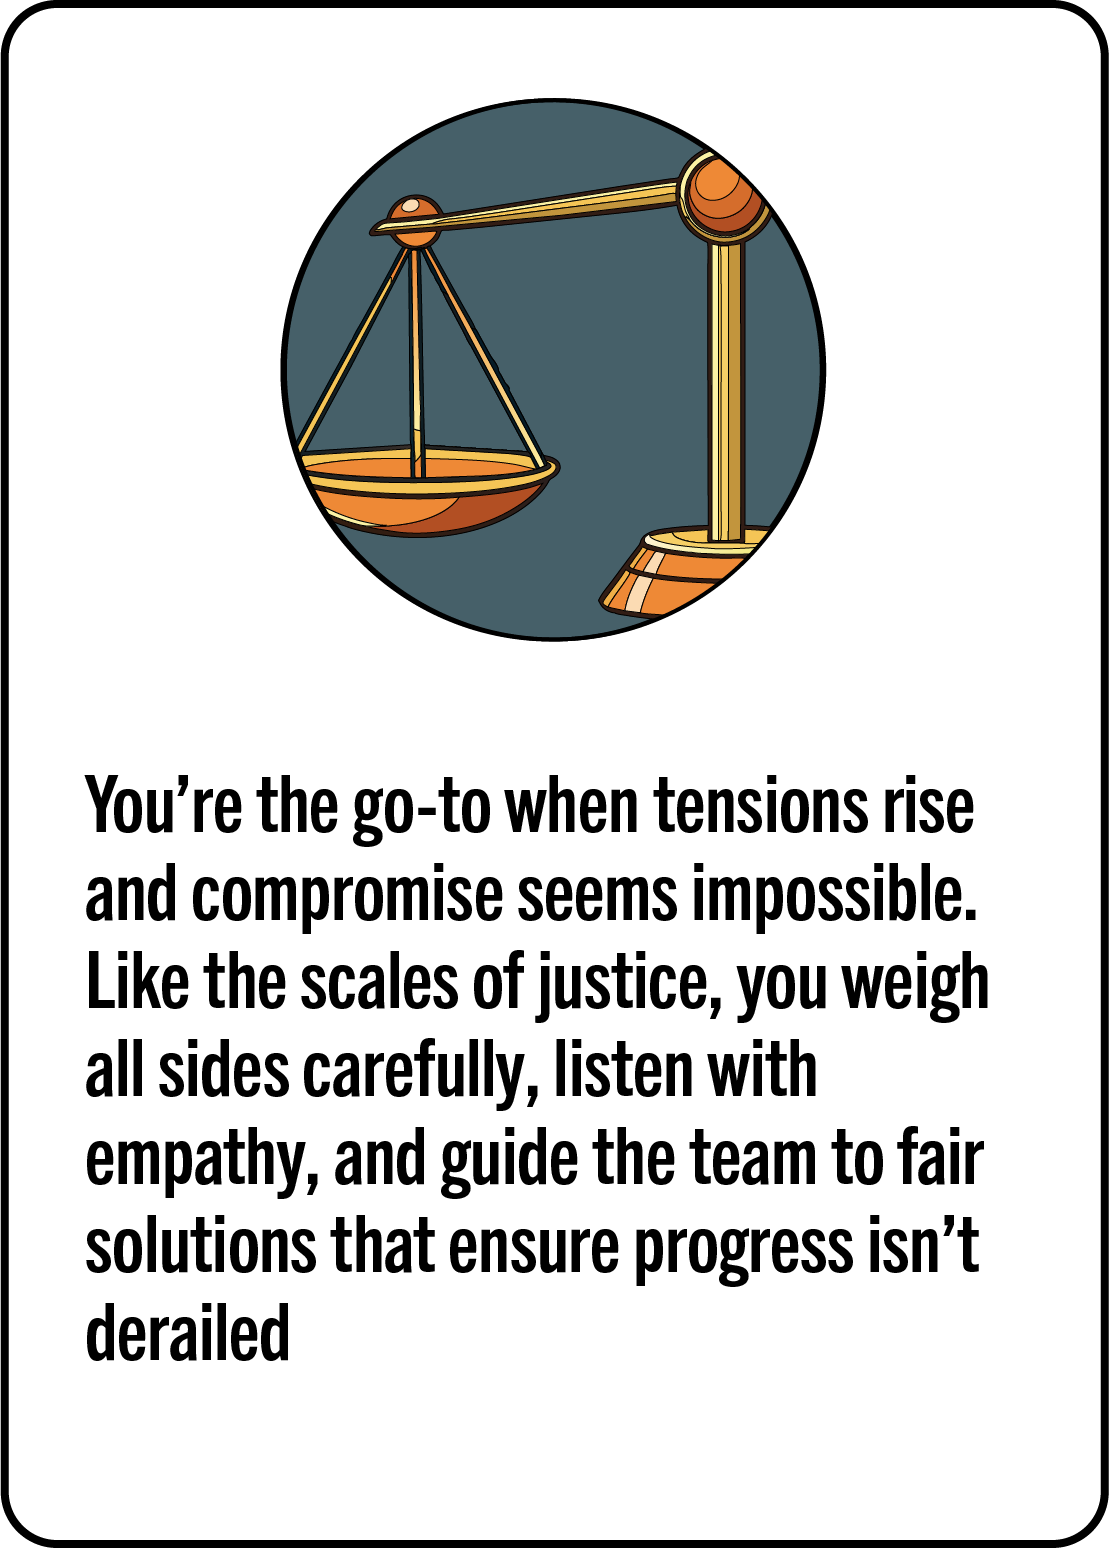 You’re the go-to when tensions rise
and compromise seems impossible.
Like the scales of justice, you weigh
all sides carefully, listen with
empathy, and guide the team to fair
solutions that ensure progress isn’t
derailed